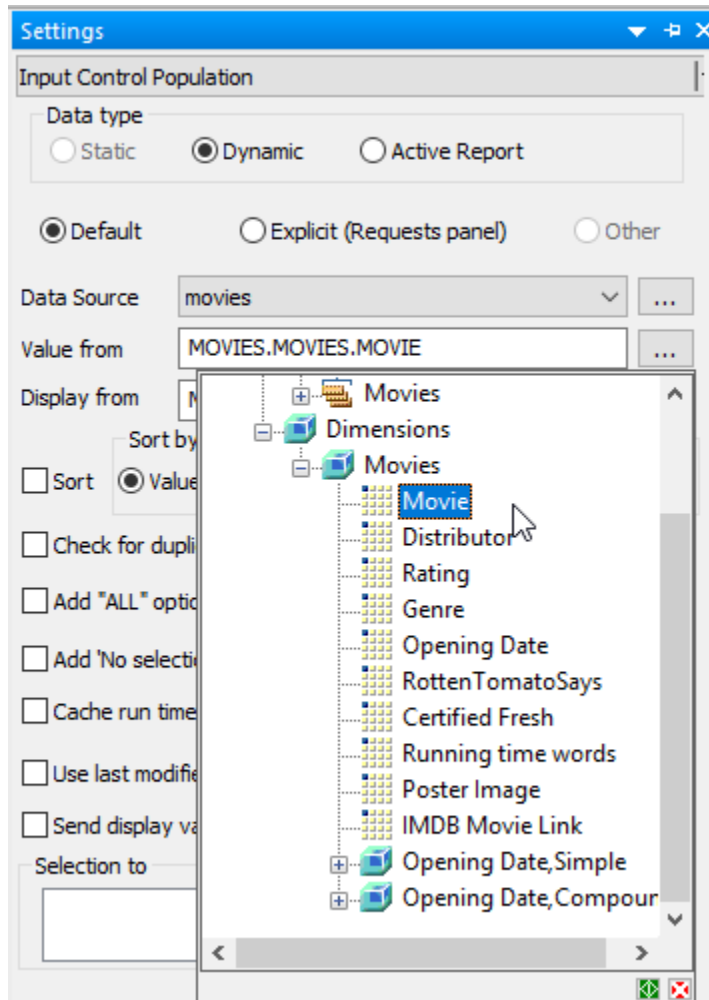 Settings
Input Control Population
Data type
Static Dynamic Active Report
Default Explicit (Requests panel) Other
Data Source movies ...
Value from MOVIES.MOVIES.MOVIE ...
Display from
Movies
Dimensions
Sort by
Movies
Sort Value
Movie
Distributor
Check for dupli
Rating
Add "ALL" optio
Genre
Opening Date
Add 'No selecti
RottenTomatoSays
Cache run time
Certified Fresh
Running time words
Use last modifie
Poster Image
Send display va
IMDB Movie Link
Selection to
Opening Date,Simple
Opening Date,Compour